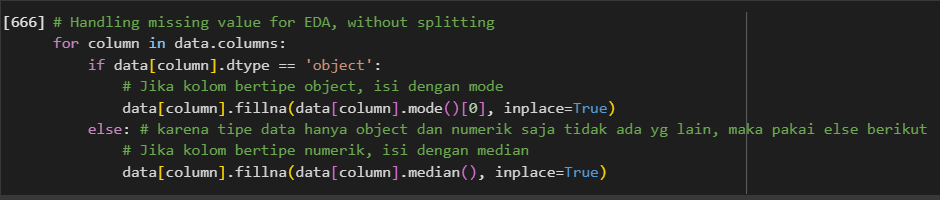 [666] # Handling missing value for EDA, without splitting
for column in data.columns:
    if data[column].dtype == 'object':
        # Jika kolom bertipe object, isi dengan mode
        data[column].fillna(data[column].mode()[0], inplace=True)
    else: # karena tipe data hanya object dan numerik saja tidak ada yg lain, maka pakai else berikut
        # Jika kolom bertipe numerik, isi dengan median
        data[column].fillna(data[column].median(), inplace=True)